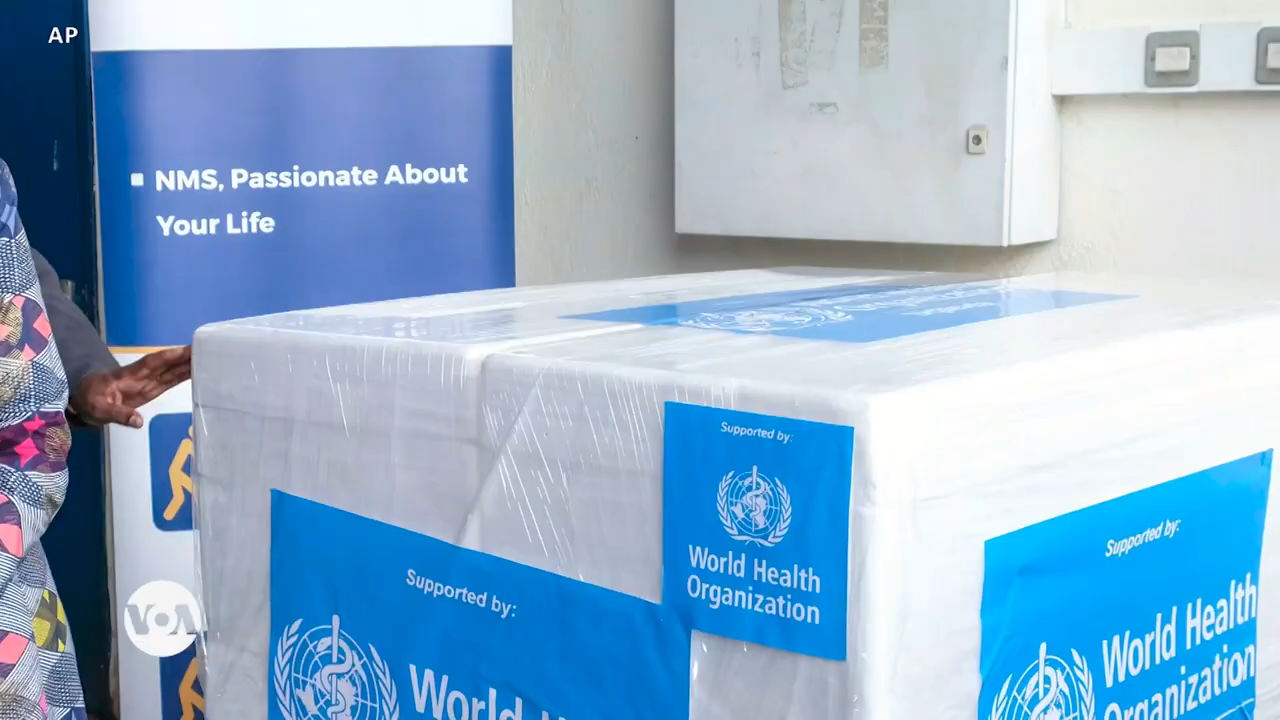 AP
NMS, Passionate About
Your Life
Supported by:
World Health
Organization
Supported by:
World Health
Organization
Supported by:
VOA